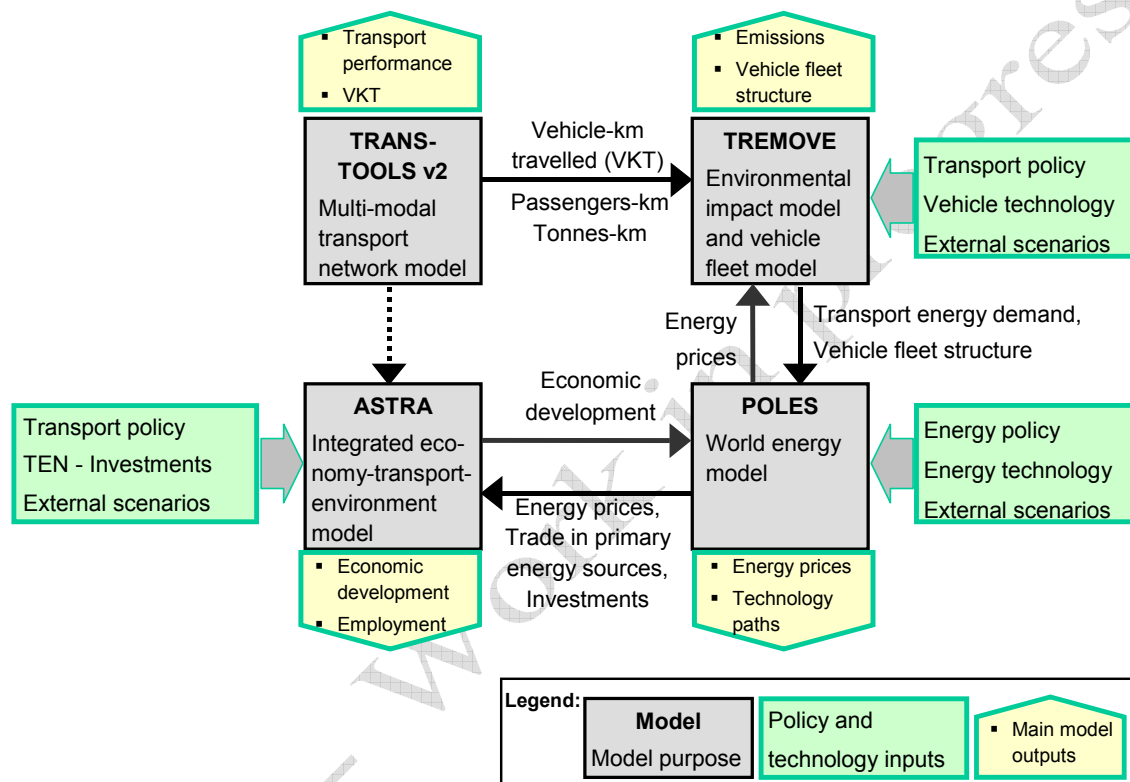 Transport
performance
VKT
Emissions
Vehicle fleet
structure
TRANS-
TOOLS v2
Multi-modal
transport
network model
Vehicle-km
travelled (VKT)
Passengers-km
Tonnes-km
TREMOVE
Environmental
impact model
and vehicle
fleet model
Transport policy
Vehicle technology
External scenarios
Energy
prices
Transport energy demand,
Vehicle fleet structure
Transport policy
TEN - Investments
External scenarios
ASTRA
Integrated eco-
nomy-transport-
environment
model
Economic
development
Energy prices,
Trade in primary
energy sources,
Investments
POLES
World energy
model
Energy policy
Energy technology
External scenarios
Economic
development
Employment
Energy prices
Technology
paths
Legend:
Model
Model purpose
Policy and
technology inputs
Main model
outputs
work in progres